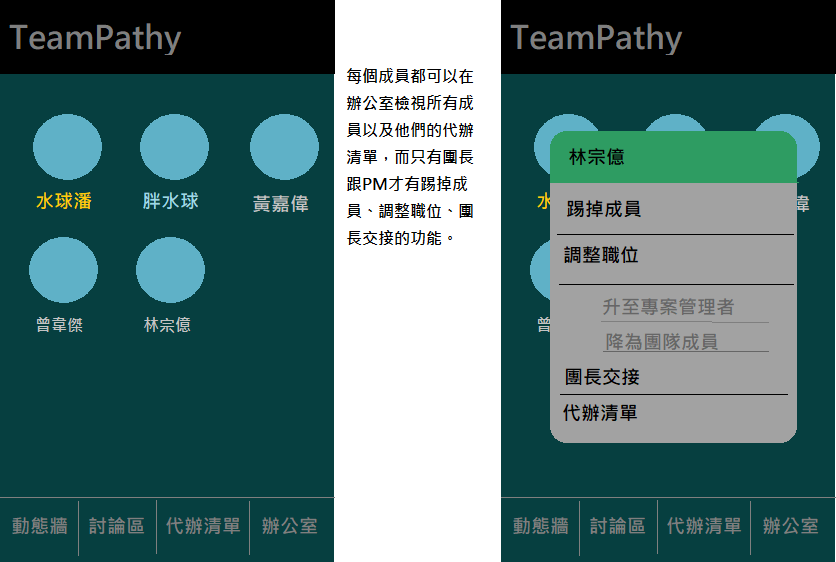 TeamPathy
水球潘
胖水球
黃嘉偉
曾韋傑
林宗億
動態牆
討論區
代辦清單
辦公室
每個成員都可以在
辦公室檢視所有成
員以及他們的代辦
清單，而只有團長
跟PM才有踢掉成
員、調整職位、團
長交接的功能。
TeamPathy
水
偉
曾
林宗億
踢掉成員
調整職位
升至專案管理者
降為團隊成員
團長交接
代辦清單
動態牆
討論區
代辦清單
辦公室